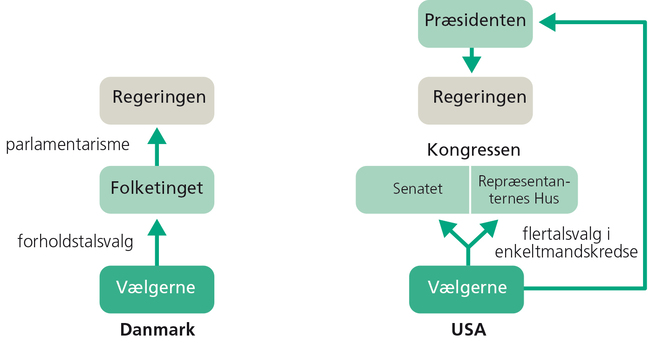 Regeringen
parlamentarisme
Folketinget
forholdstalsvalg
Vælgerne
Danmark
Præsidenten
Regeringen
Kongressen
Senatet
Repræsentan-
ternes Hus
flertalsvalg i
enkeltmandskredse
Vælgerne
USA